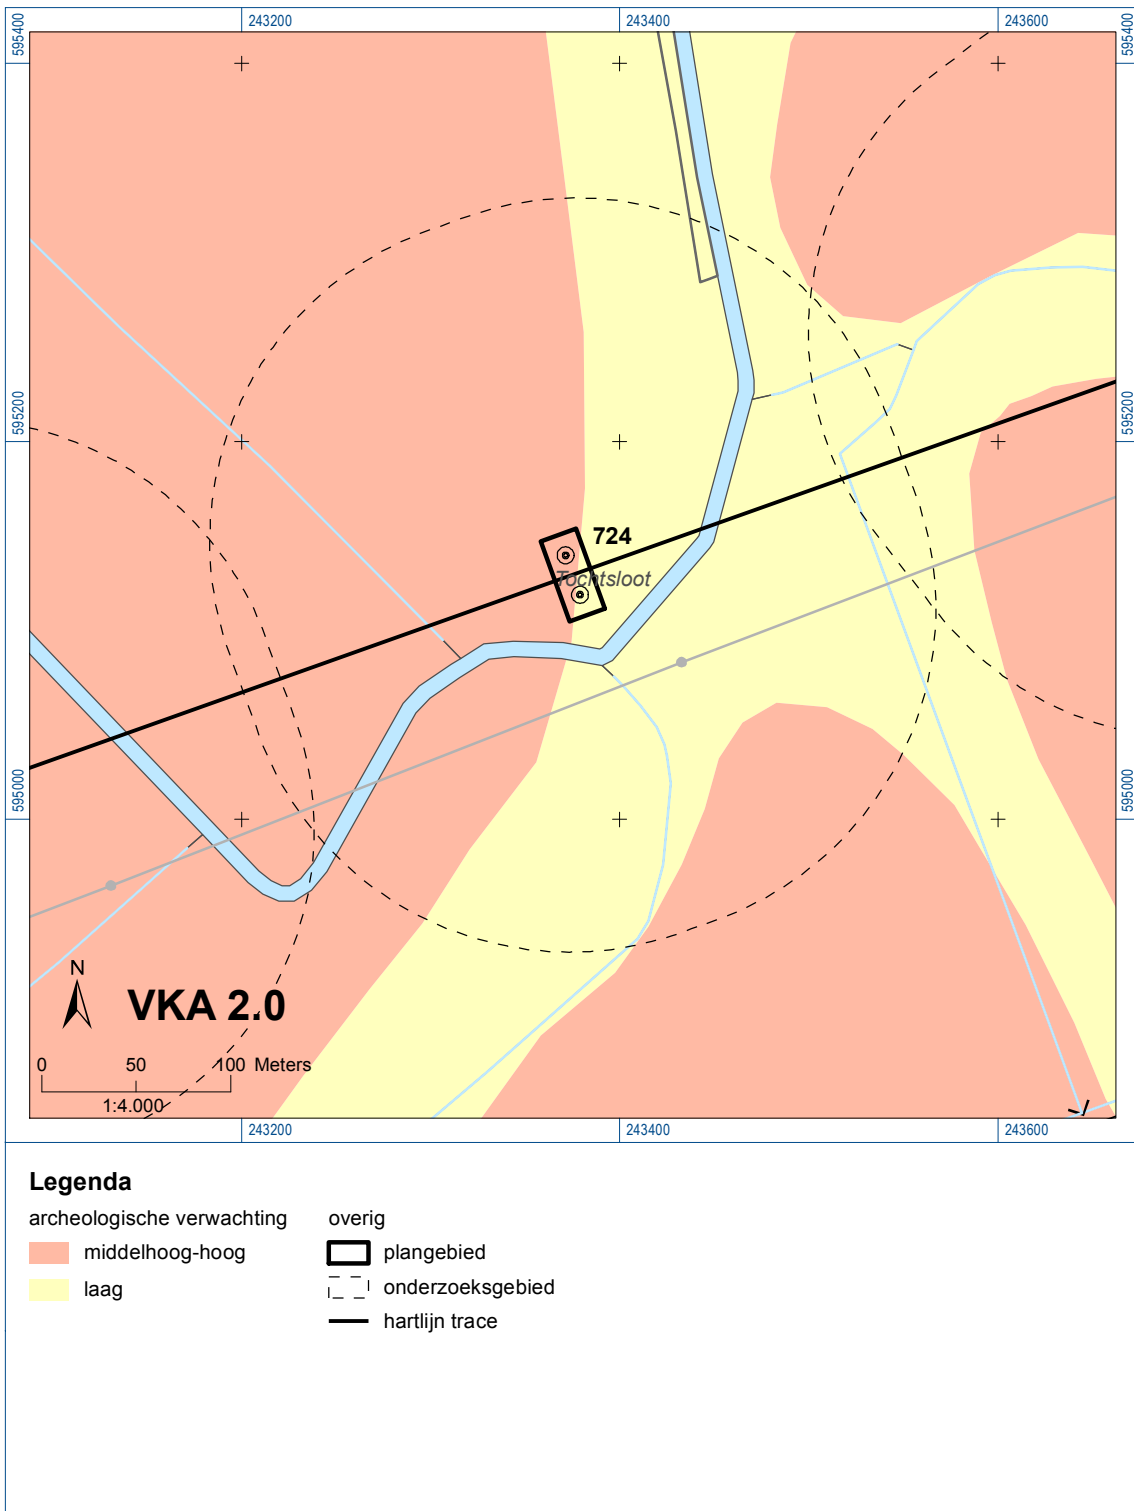 243200 243400 243600
595400 595400
595200 595200
724
Tochtsloot
595000 595000
N
VKA 2.0
0 50 100 Meters
1:4.000
243200 243400 243600
Legenda
archeologische verwachting overig
middelhoog-hoog plangebied
laag onderzoeksgebied
hartlijn trace